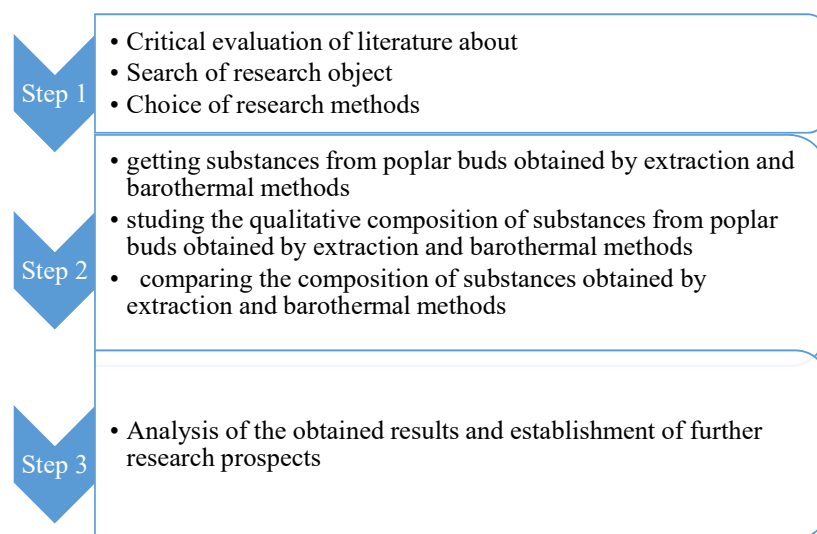 Step 1
• Critical evaluation of literature about
• Search of research object
• Choice of research methods
Step 2
• getting substances from poplar buds obtained by extraction and
barothermal methods
• studing the qualitative composition of substances from poplar
buds obtained by extraction and barothermal methods
• comparing the composition of substances obtained by
extraction and barothermal methods
Step 3
• Analysis of the obtained results and establishment of further
research prospects